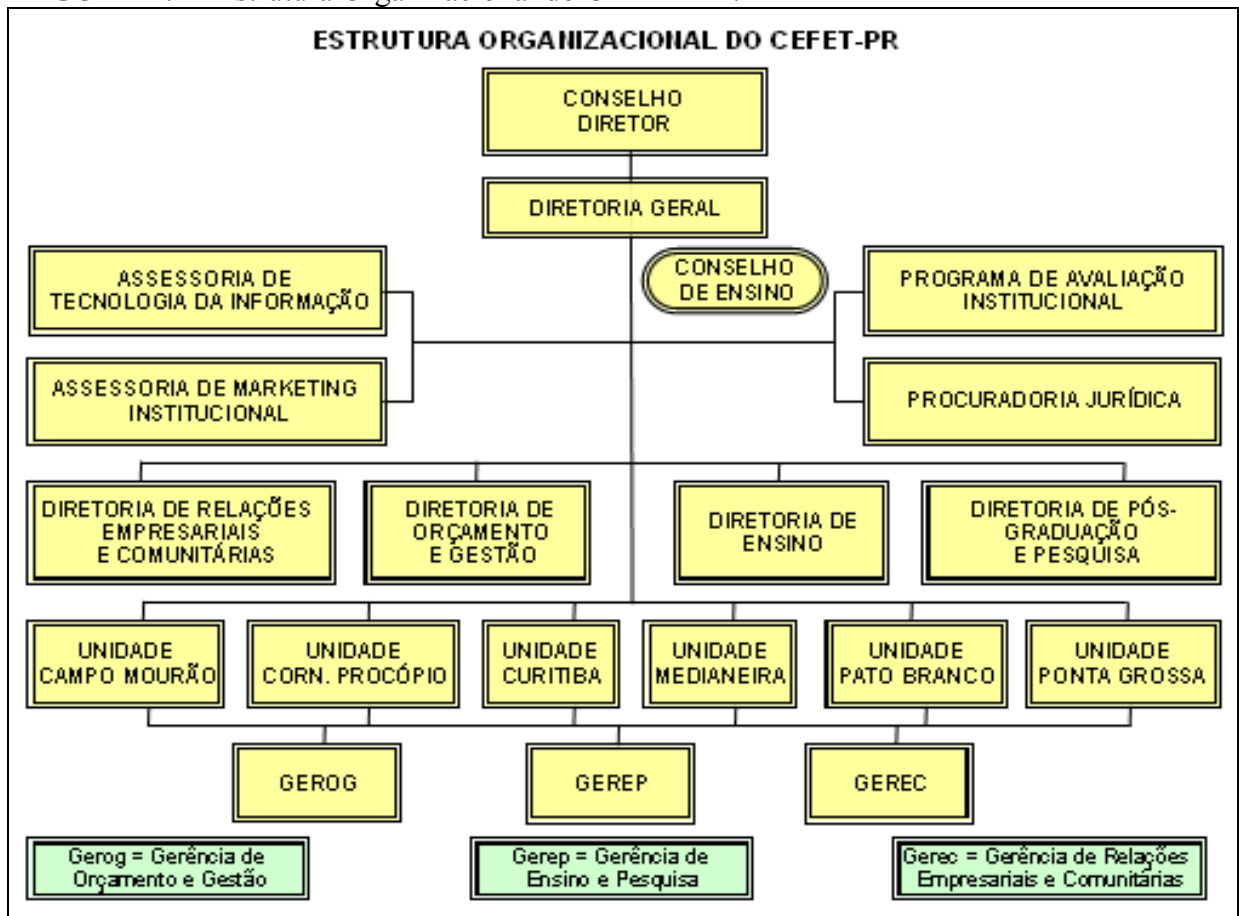 ESTRUTURA ORGANIZACIONAL DO CEFET-PR
CONSELHO
DIRETOR
DIRETORIA GERAL
ASSESSORIA DE
TECNOLOGIA DA INFORMAÇÃO
CONSELHO
DE ENSINO
PROGRAMA DE AVALIAÇÃO
INSTITUCIONAL
ASSESSORIA DE MARKETING
INSTITUCIONAL
PROCURADORIA JURÍDICA
DIRETORIA DE RELAÇÕES
EMPRESARIAIS
E COMUNITÁRIAS
DIRETORIA DE
ORÇAMENTO
E GESTÃO
DIRETORIA DE
ENSINO
DIRETORIA DE PÓS-
GRADUAÇÃO
E PESQUISA
UNIDADE
CAMPO MOURÃO
UNIDADE
CORN. PROCÓPIO
UNIDADE
CURITIBA
UNIDADE
MEDIANEIRA
UNIDADE
PATO BRANCO
UNIDADE
PONTA GROSSA
GEROG
GEREP
GEREC
Gerog = Gerência de
Orçamento e Gestão
Gerep = Gerência de
Ensino e Pesquisa
Gerec = Gerência de Relações
Empresariais e Comunitárias